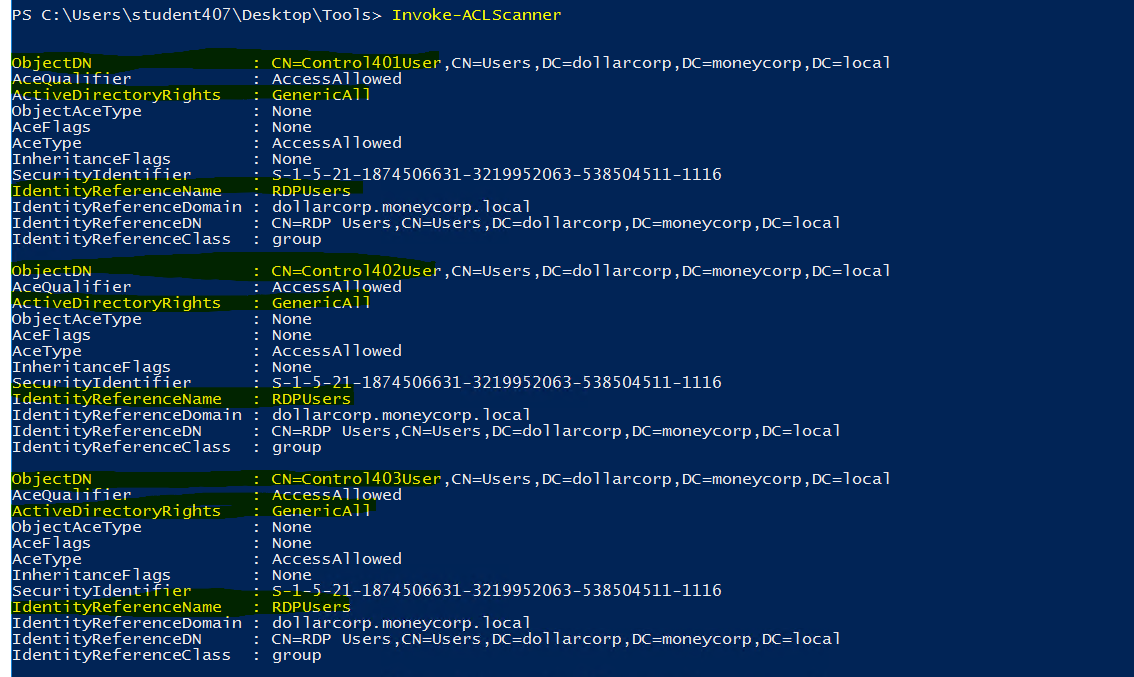 PS C:\Users\student407\Desktop\Tools> Invoke-ACLScanner
ObjectDN : CN=Control401User,CN=Users,DC=dollarcorp,DC=moneycorp,DC=local
AceQualifier : AccessAllowed
ActiveDirectoryRights : GenericAll
ObjectAceType : None
AceFlags : None
AceType : AccessAllowed
InheritanceFlags : None
SecurityIdentifier : S-1-5-21-1874506631-3219952063-538504511-1116
IdentityReferenceName : RDPUsers
IdentityReferenceDomain : dollarcorp.moneycorp.local
IdentityReferenceDN : CN=RDP Users,CN=Users,DC=dollarcorp,DC=moneycorp,DC=local
IdentityReferenceClass : group
ObjectDN : CN=Control402User,CN=Users,DC=dollarcorp,DC=moneycorp,DC=local
AceQualifier : AccessAllowed
ActiveDirectoryRights : GenericAll
ObjectAceType : None
AceFlags : None
AceType : AccessAllowed
InheritanceFlags : None
SecurityIdentifier : S-1-5-21-1874506631-3219952063-538504511-1116
IdentityReferenceName : RDPUsers
IdentityReferenceDomain : dollarcorp.moneycorp.local
IdentityReferenceDN : CN=RDP Users,CN=Users,DC=dollarcorp,DC=moneycorp,DC=local
IdentityReferenceClass : group
ObjectDN : CN=Control403User,CN=Users,DC=dollarcorp,DC=moneycorp,DC=local
AceQualifier : AccessAllowed
ActiveDirectoryRights : GenericAll
ObjectAceType : None
AceFlags : None
AceType : AccessAllowed
InheritanceFlags : None
SecurityIdentifier : S-1-5-21-1874506631-3219952063-538504511-1116
IdentityReferenceName : RDPUsers
IdentityReferenceDomain : dollarcorp.moneycorp.local
IdentityReferenceDN : CN=RDP Users,CN=Users,DC=dollarcorp,DC=moneycorp,DC=local
IdentityReferenceClass : group